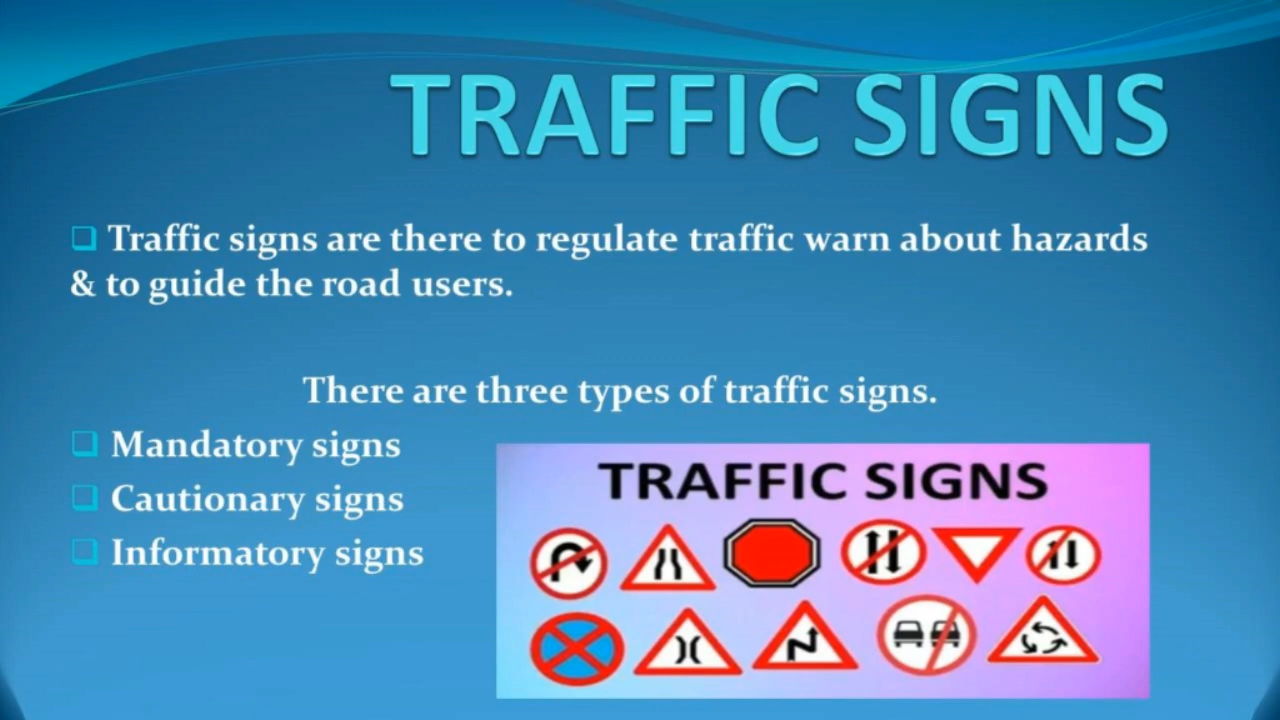 TRAFFIC SIGNS
Traffic signs are there to regulate traffic warn about hazards
& to guide the road users.
There are three types of traffic signs.
Mandatory signs
Cautionary signs
Informatory signs
TRAFFIC SIGNS